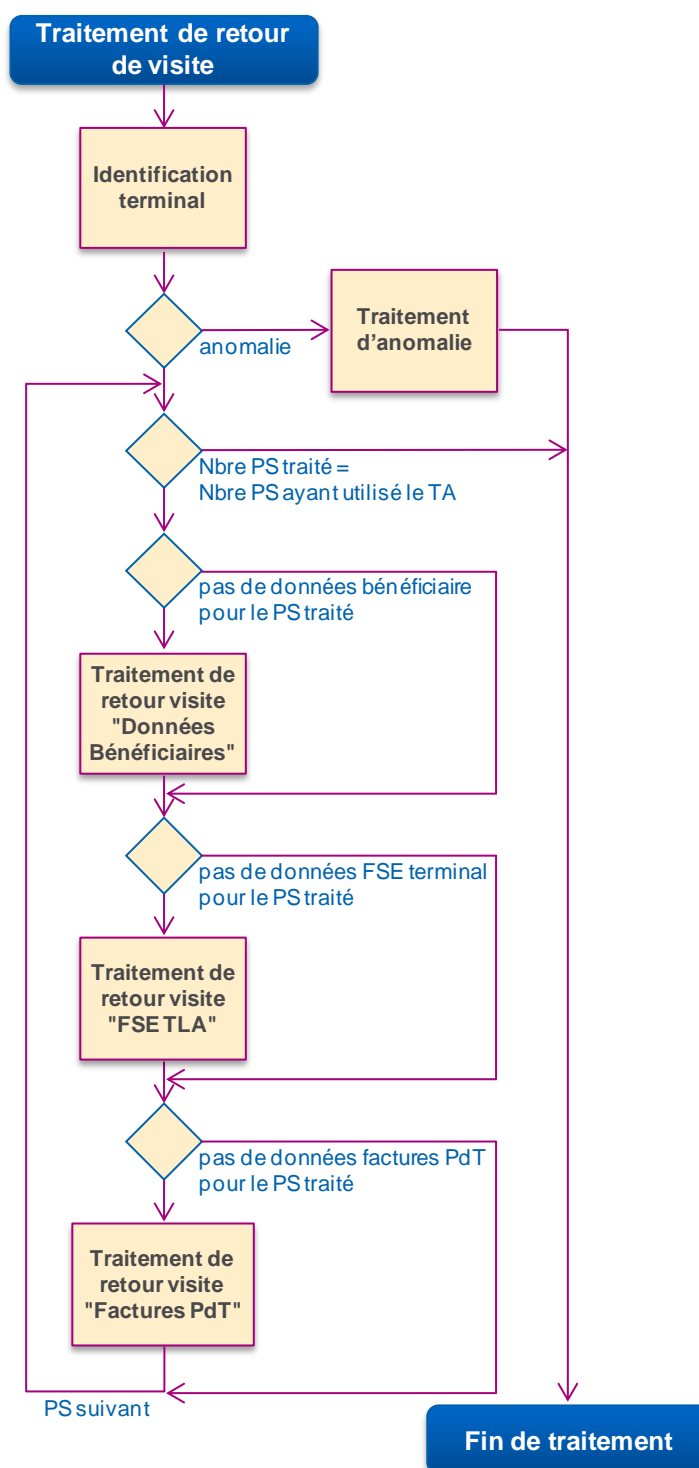 Traitement de retour
de visite
Identification
terminal
anomalie
Traitement
d'anomalie
Nbre PS traité =
Nbre PS ayant utilisé le TA
pas de données bénéficiaire
pour le PS traité
Traitement de
retour visite
"Données
Bénéficiaires"
pas de données FSE terminal
pour le PS traité
Traitement de
retour visite
"FSE TLA"
pas de données factures PdT
pour le PS traité
Traitement de
retour visite
"Factures PdT"
PS suivant
Fin de traitement